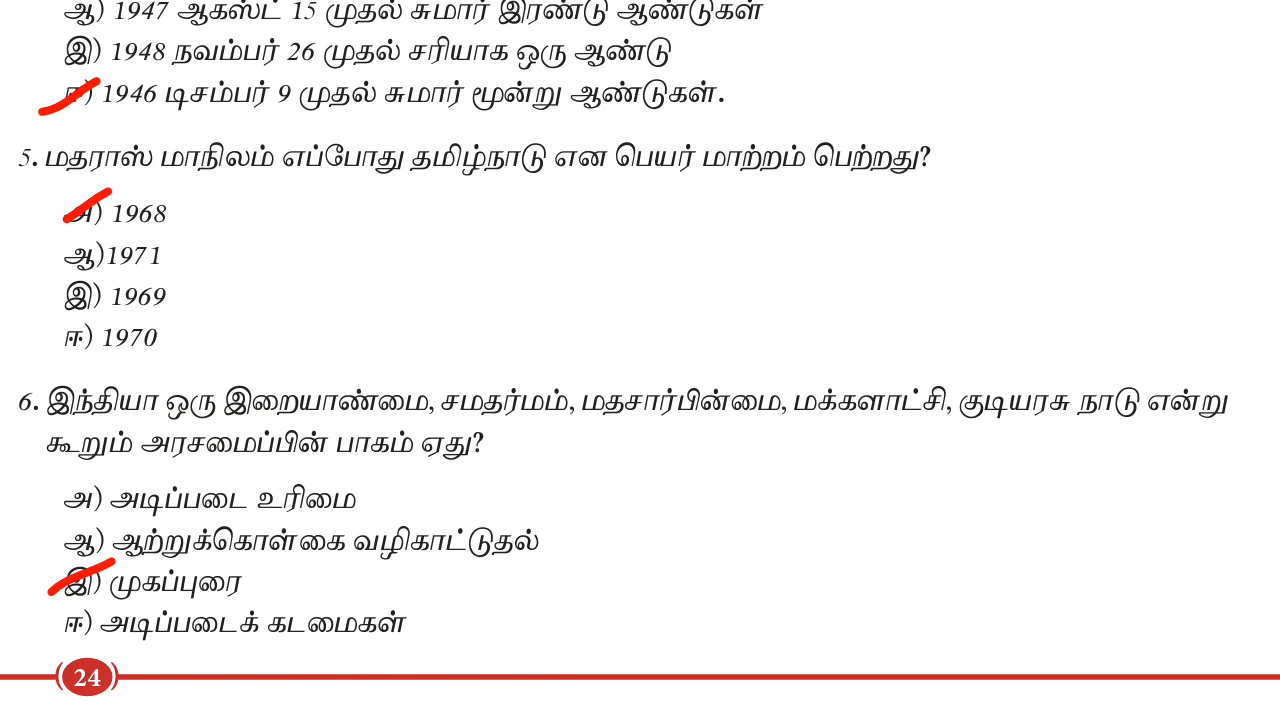 ஆ) 1947 ஆகஸ்ட் 15 முதல் சுமார் இரண்டு ஆண்டுகள்
இ) 1948 நவம்பர் 26 முதல் சரியாக ஒரு ஆண்டு
ஈ) 1946 டிசம்பர் 9 முதல் சுமார் மூன்று ஆண்டுகள்.
5. மதராஸ் மாநிலம் எப்போது தமிழ்நாடு என பெயர் மாற்றம் பெற்றது?
அ) 1968
ஆ)1971
இ) 1969
ஈ) 1970
6. இந்தியா ஒரு இறையாண்மை, சமதர்மம், மதசார்பின்மை, மக்களாட்சி, குடியரசு நாடு என்று
கூறும் அரசமைப்பின் பாகம் ஏது?
அ) அடிப்படை உரிமை
ஆ) ஆற்றுக்கொள்கை வழிகாட்டுதல்
இ) முகப்புரை
ஈ) அடிப்படைக் கடமைகள்
24